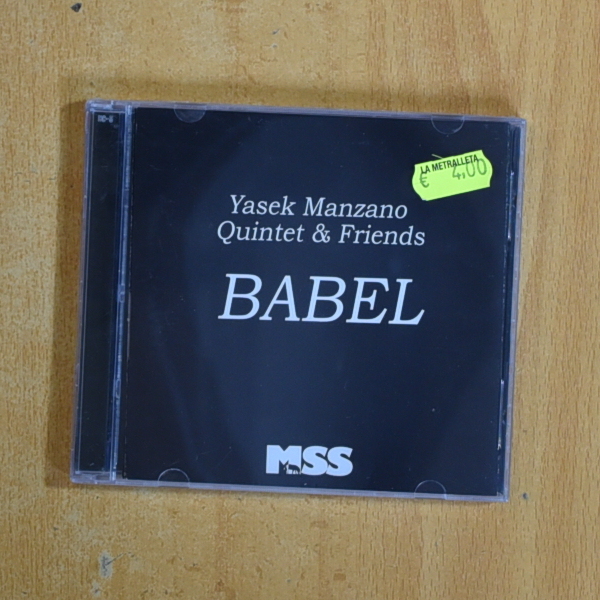 LA METRALLETA
€ 4,00
Yasek Manzano
Quintet & Friends
BABEL
MSS